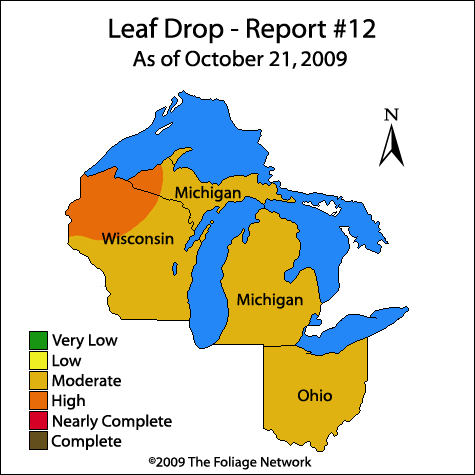 Leaf Drop - Report #12
As of October 21, 2009
N
Michigan
Wisconsin
Michigan
Ohio
Very Low
Low
Moderate
High
Nearly Complete
Complete
©2009 The Foliage Network